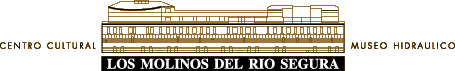 CENTRO CULTURAL
MUSEO HIDRAULICO
LOS MOLINOS DEL RIO SEGURA